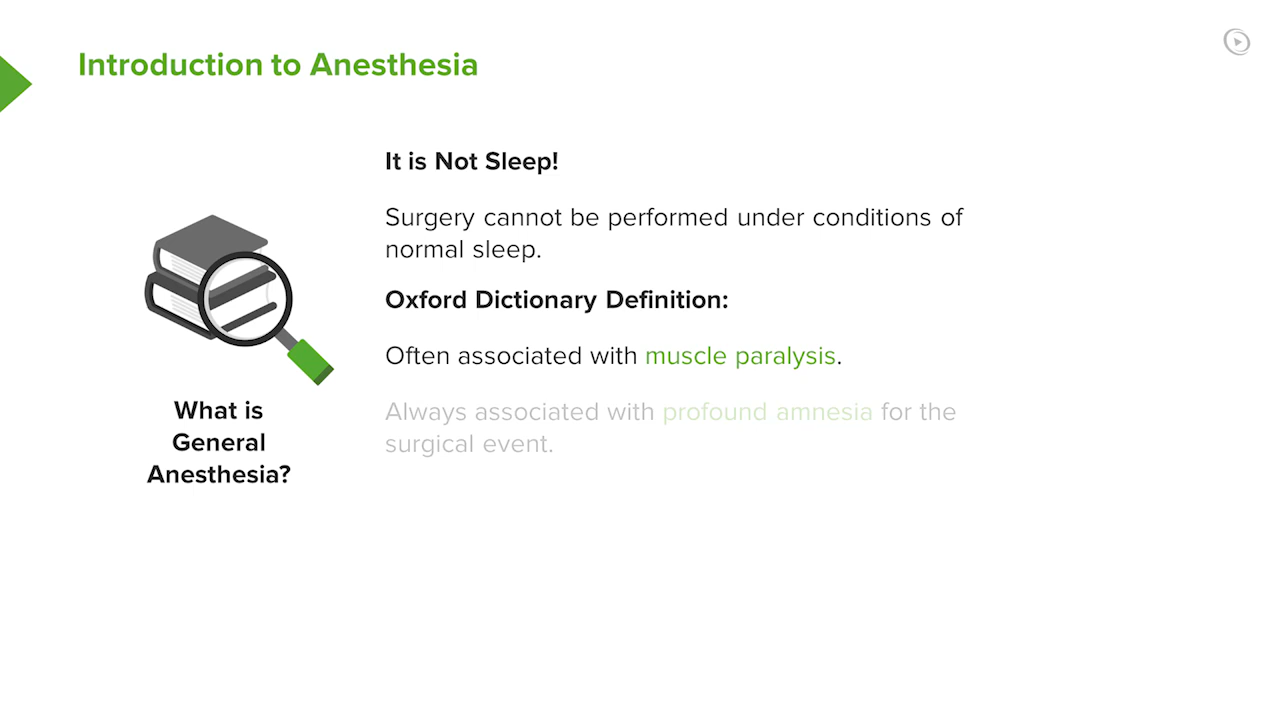 Introduction to Anesthesia
It is Not Sleep!
Surgery cannot be performed under conditions of
normal sleep.
Oxford Dictionary Definition:
Often associated with muscle paralysis.
Always associated with profound amnesia for the
surgical event.
What is
General
Anesthesia?